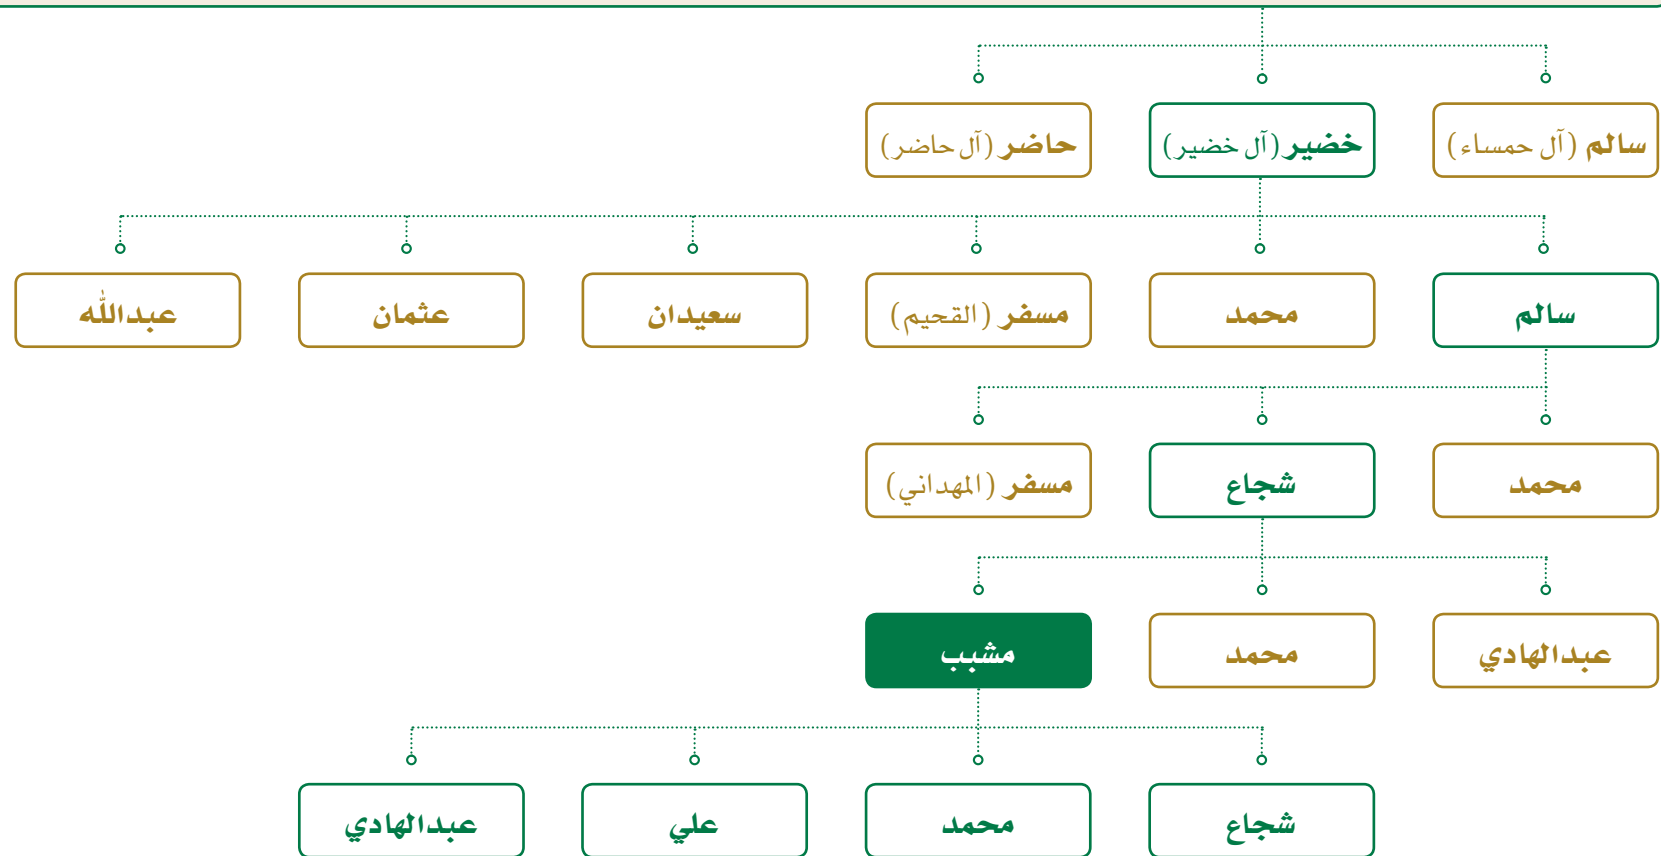 سالم (آل حمساء)
خضير (آل خضير)
حاضر (آل حاضر)
سالم
محمد
مسفر (القحيم)
سعيدان
عثمان
عبدالله
محمد
شجاع
مسفر (المهداني)
عبدالهادي
محمد
مشبب
شجاع
محمد
علي
عبدالهادي